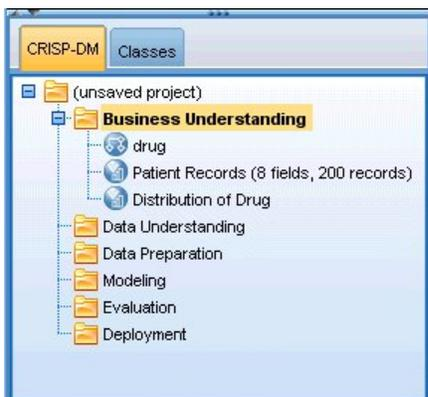 CRISP-DM Classes
(unsaved project)
Business Understanding
drug
Patient Records (8 fields, 200 records)
Distribution of Drug
Data Understanding
Data Preparation
Modeling
Evaluation
Deployment